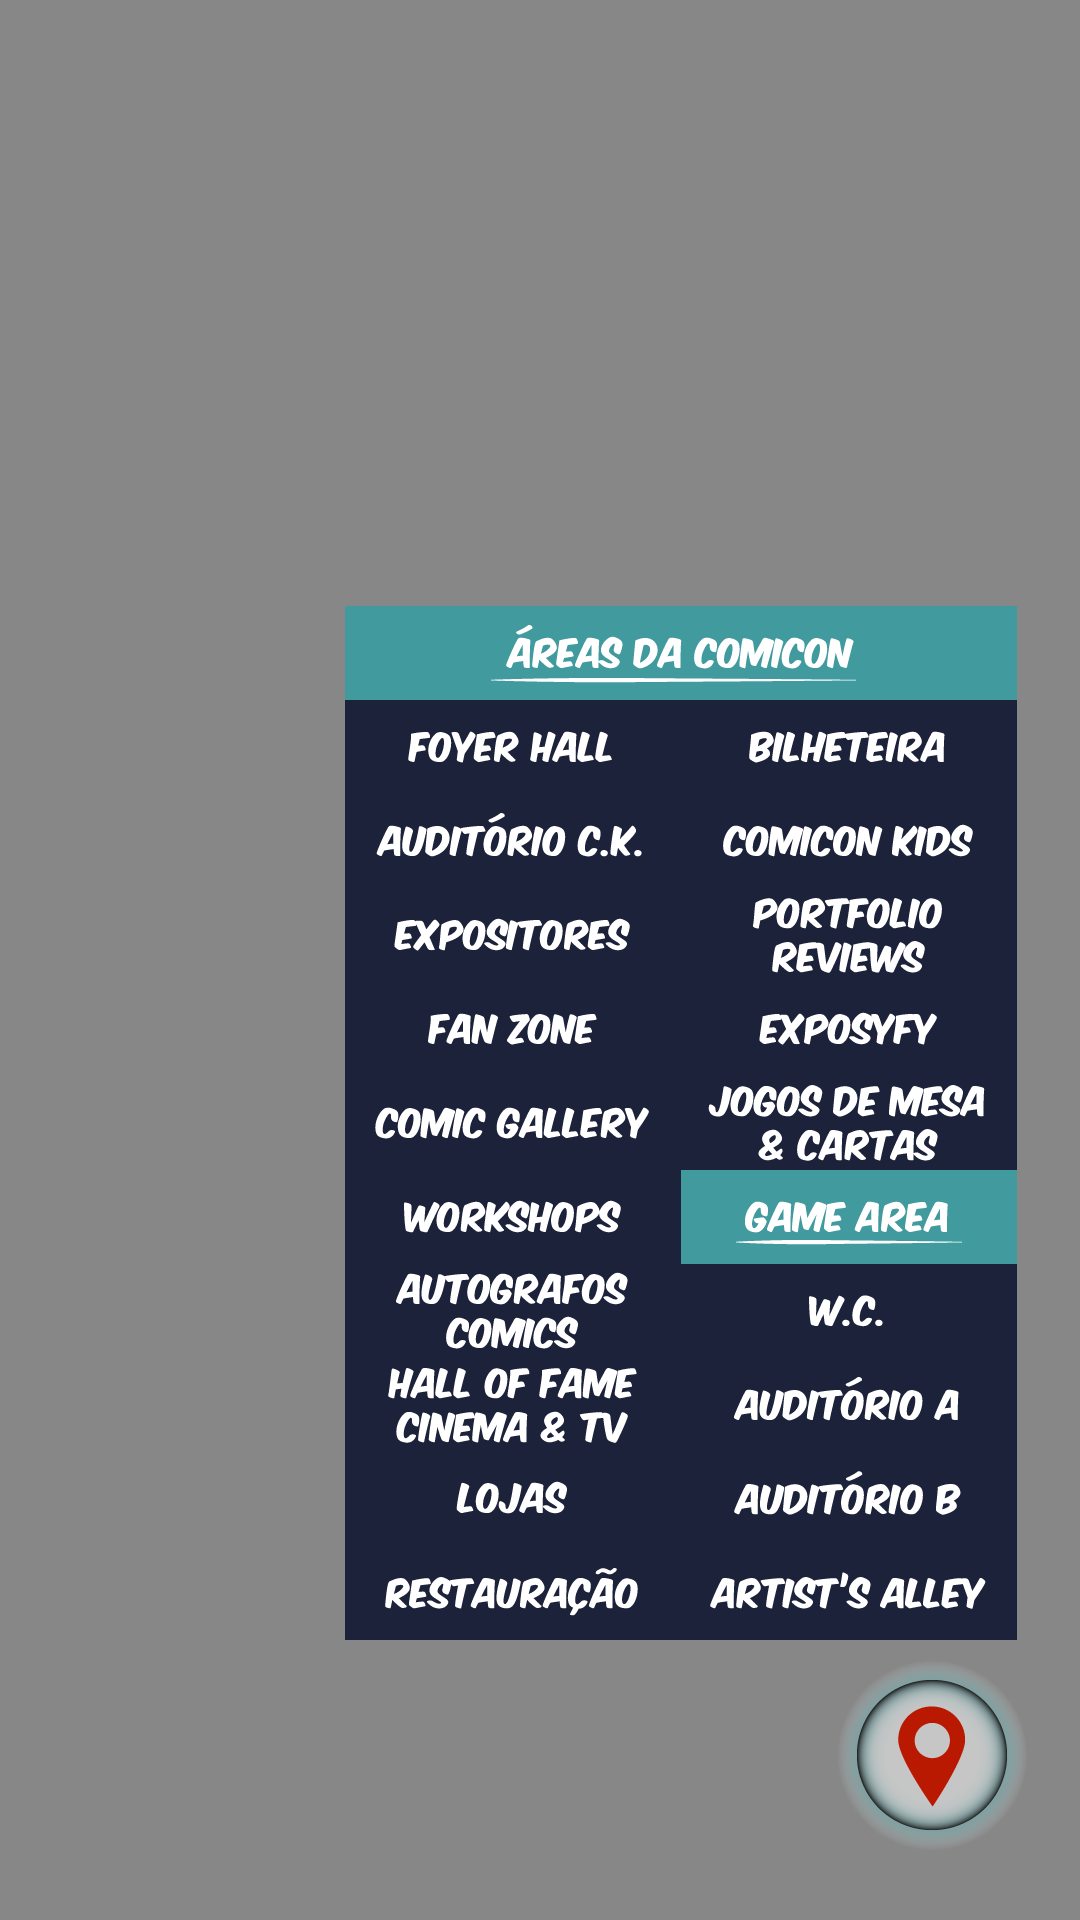 ÁREAS DA COMICON
FOYER HALL
BILHETEIRA
AUDITÓRIO C.K.
COMICON KIDS
EXPOSITORES
PORTFOLIO
REVIEWS
FAN ZONE
EXPOSYFY
COMIC GALLERY
JOGOS DE MESA
& CARTAS
WORKSHOPS
GAME AREA
AUTOGRAFOS
COMICS
W.C.
HALL OF FAME
CINEMA & TV
AUDITÓRIO A
LOJAS
AUDITÓRIO B
RESTAURAÇÃO
ARTIST'S ALLEY